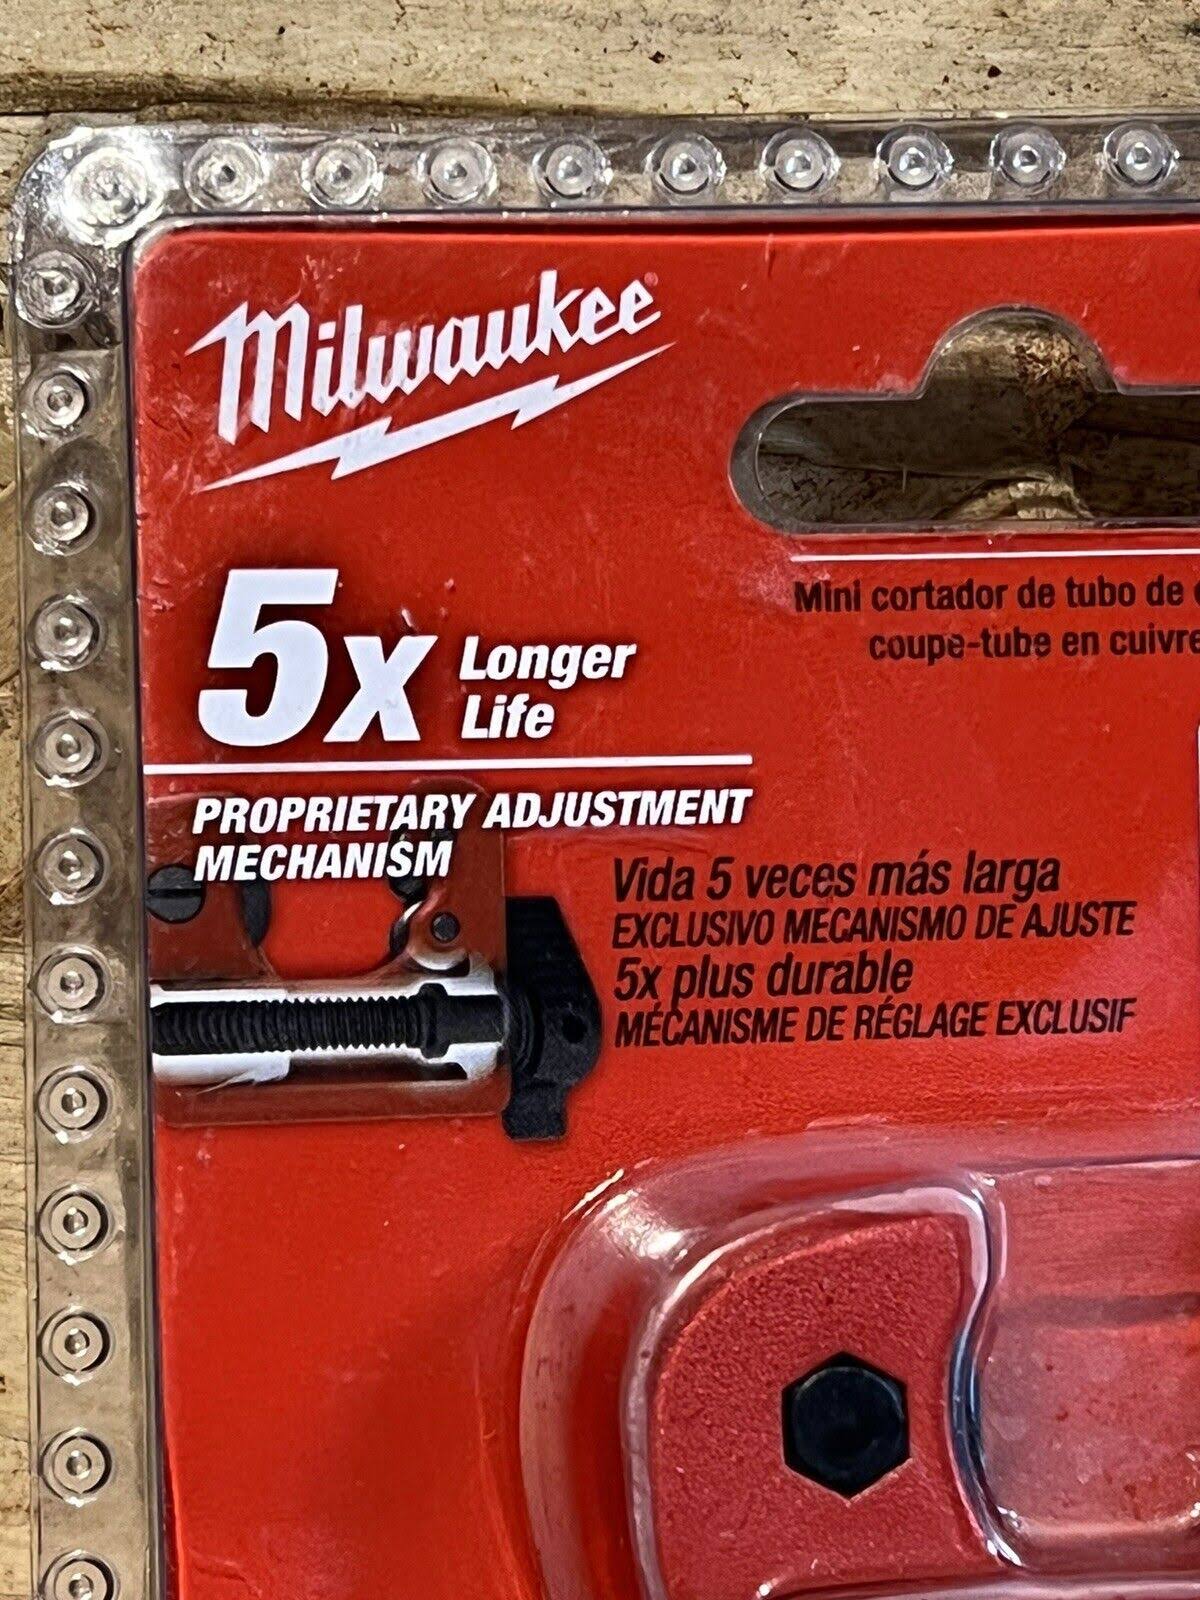 Milwaukee
5x Longer
Life
PROPRIETARY ADJUSTMENT
MECHANISM
Mini cortador de tubo de
coupe-tube en cuivre
Vida 5 veces más larga
EXCLUSIVO MECANISMO DE AJUSTE
5x plus durable
MÉCANISME DE RÉGLAGE EXCLUSIF